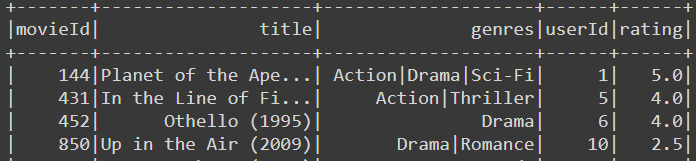 +-------+--------------------+--------------------+------+------+
|movieId|               title|              genres|userId|rating|
+-------+--------------------+--------------------+------+------+
|    144|Planet of the Ape...| Action|Drama|Sci-Fi|     1|   5.0|
|    431|In the Line of Fi...|     Action|Thriller|     5|   4.0|
|    452|      Othello (1995)|               Drama|     6|   4.0|
|    850|Up in the Air (2009)|       Drama|Romance|    10|   2.5|